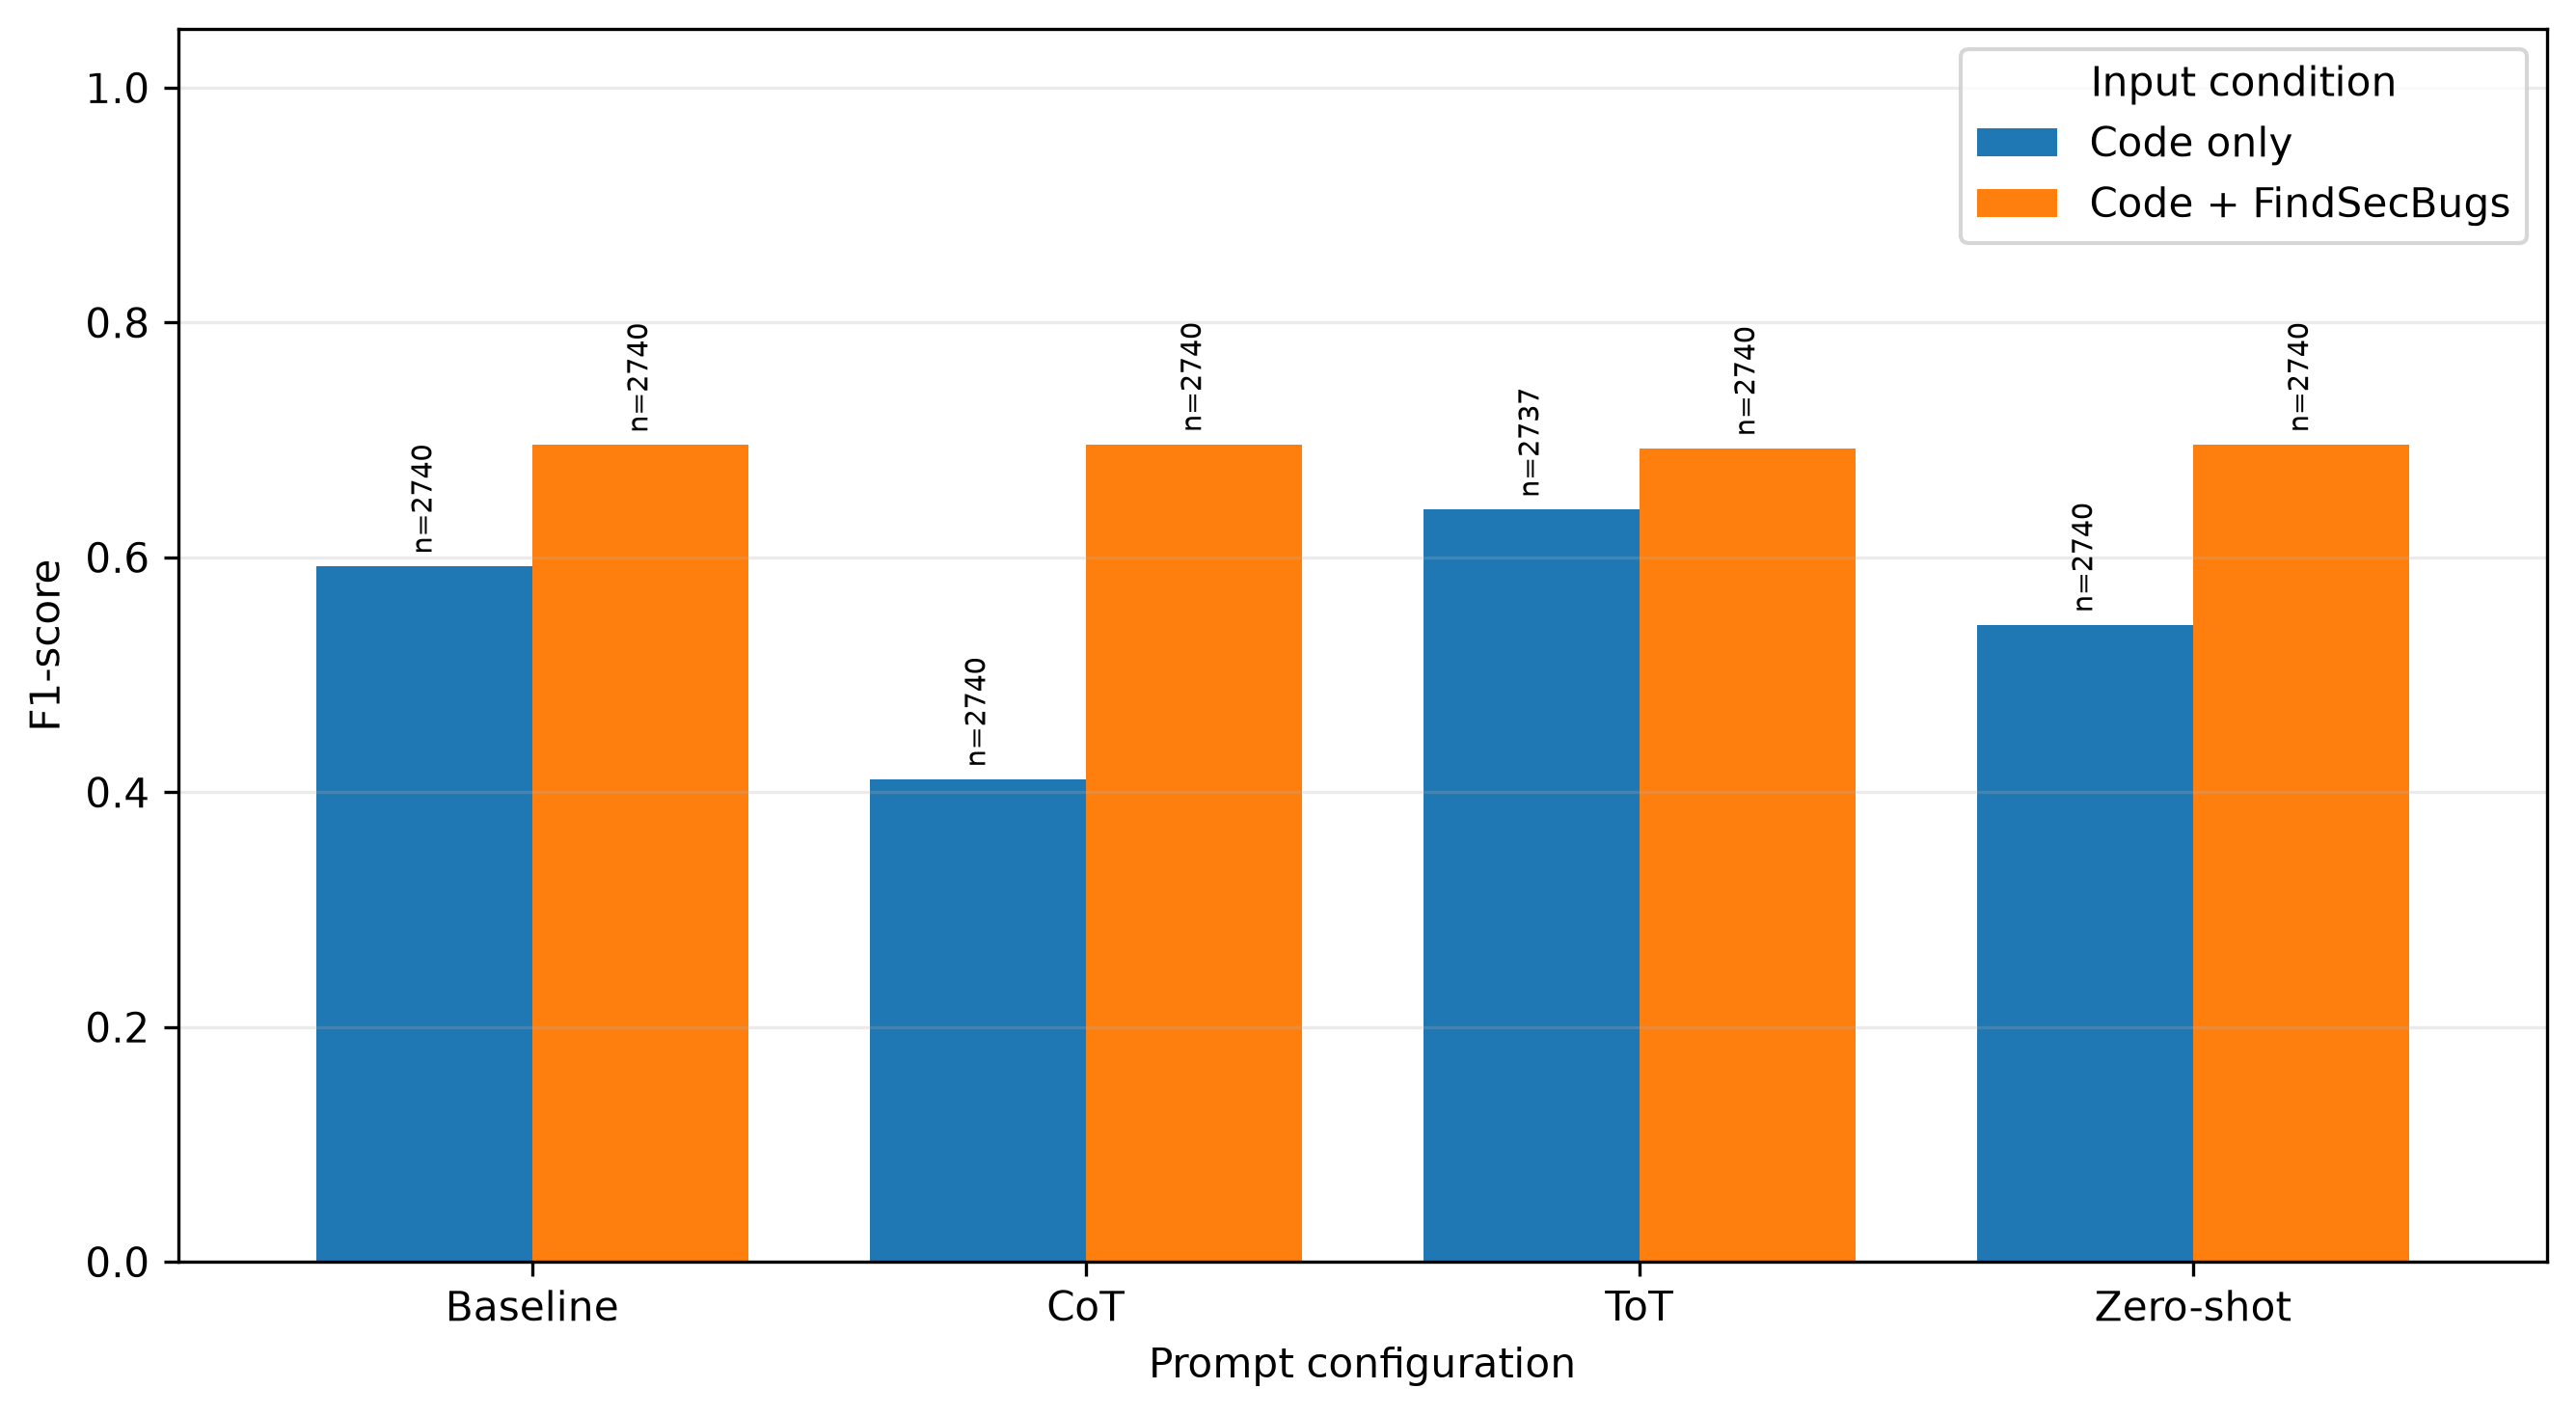 Input condition
Code only
Code + FindSecBugs
1.0
0.8
0.6
0.4
0.2
0.0
F1-score
n=2740
n=2740
n=2740
n=2740
n=2737
n=2740
n=2740
n=2740
Baseline
CoT
ToT
Zero-shot
Prompt configuration